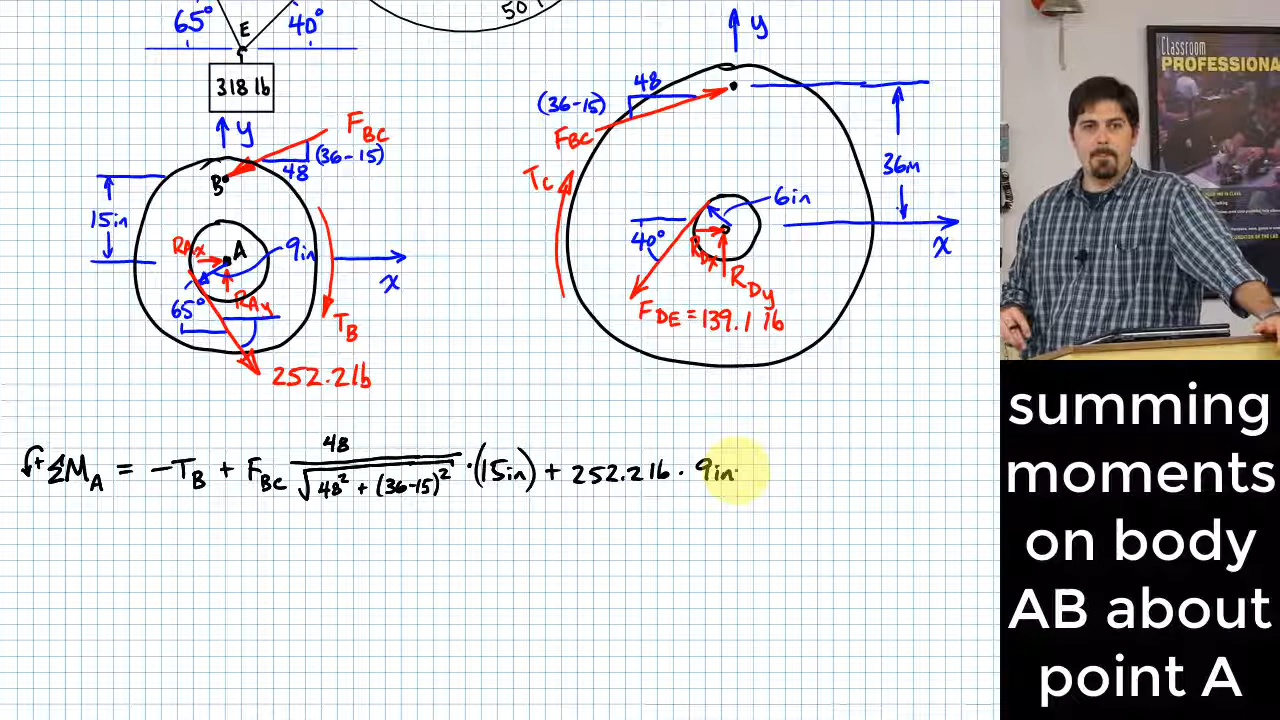 65° E 40°
50
318 lb
y
F_BC
(36-15)
48
B
15in
R_Ax
A
9in
x
65°
R_Ay
T_B
252.2 lb
y
48
(36-15)
F_BC
T_C
36in
6in
40°
R_Dx
x
R_Dy
F_DE = 139.1 lb
+ ΣM_A = -T_B + F_BC 48/√(48² + (36-15)²) · (15in) + 252.2 lb · 9in
Classroom
PROFESSIONA
summing
moments
on body
AB about
point A